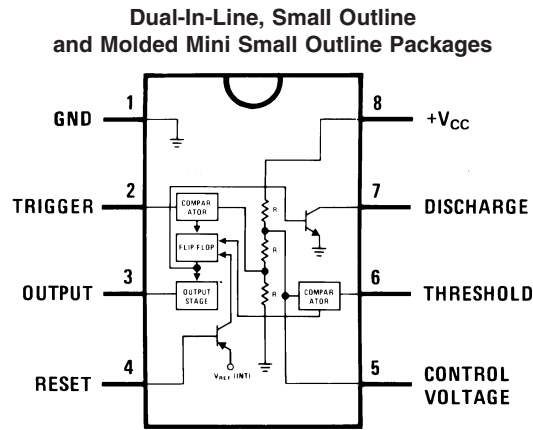 Dual-In-Line, Small Outline
and Molded Mini Small Outline Packages
1
GND
8
+VCC
2
TRIGGER
COMPAR
ATOR
R
7
DISCHARGE
FLIP FLOP
R
3
OUTPUT
OUTPUT
STAGE
R
COMPAR
ATOR
6
THRESHOLD
4
RESET
VREF (INT)
5
CONTROL
VOLTAGE